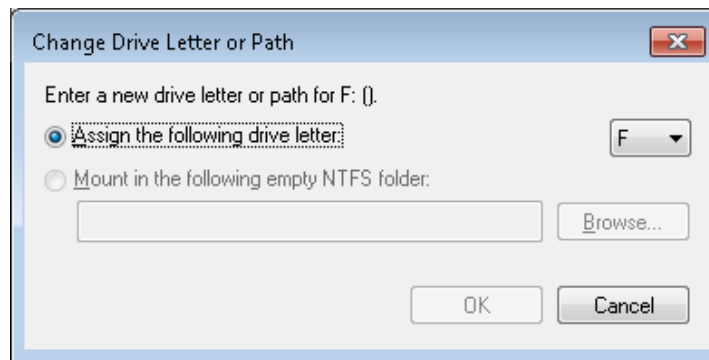 Change Drive Letter or Path
Enter a new drive letter or path for F: ().
Assign the following drive letter:
F
Mount in the following empty NTFS folder:
Browse...
OK
Cancel